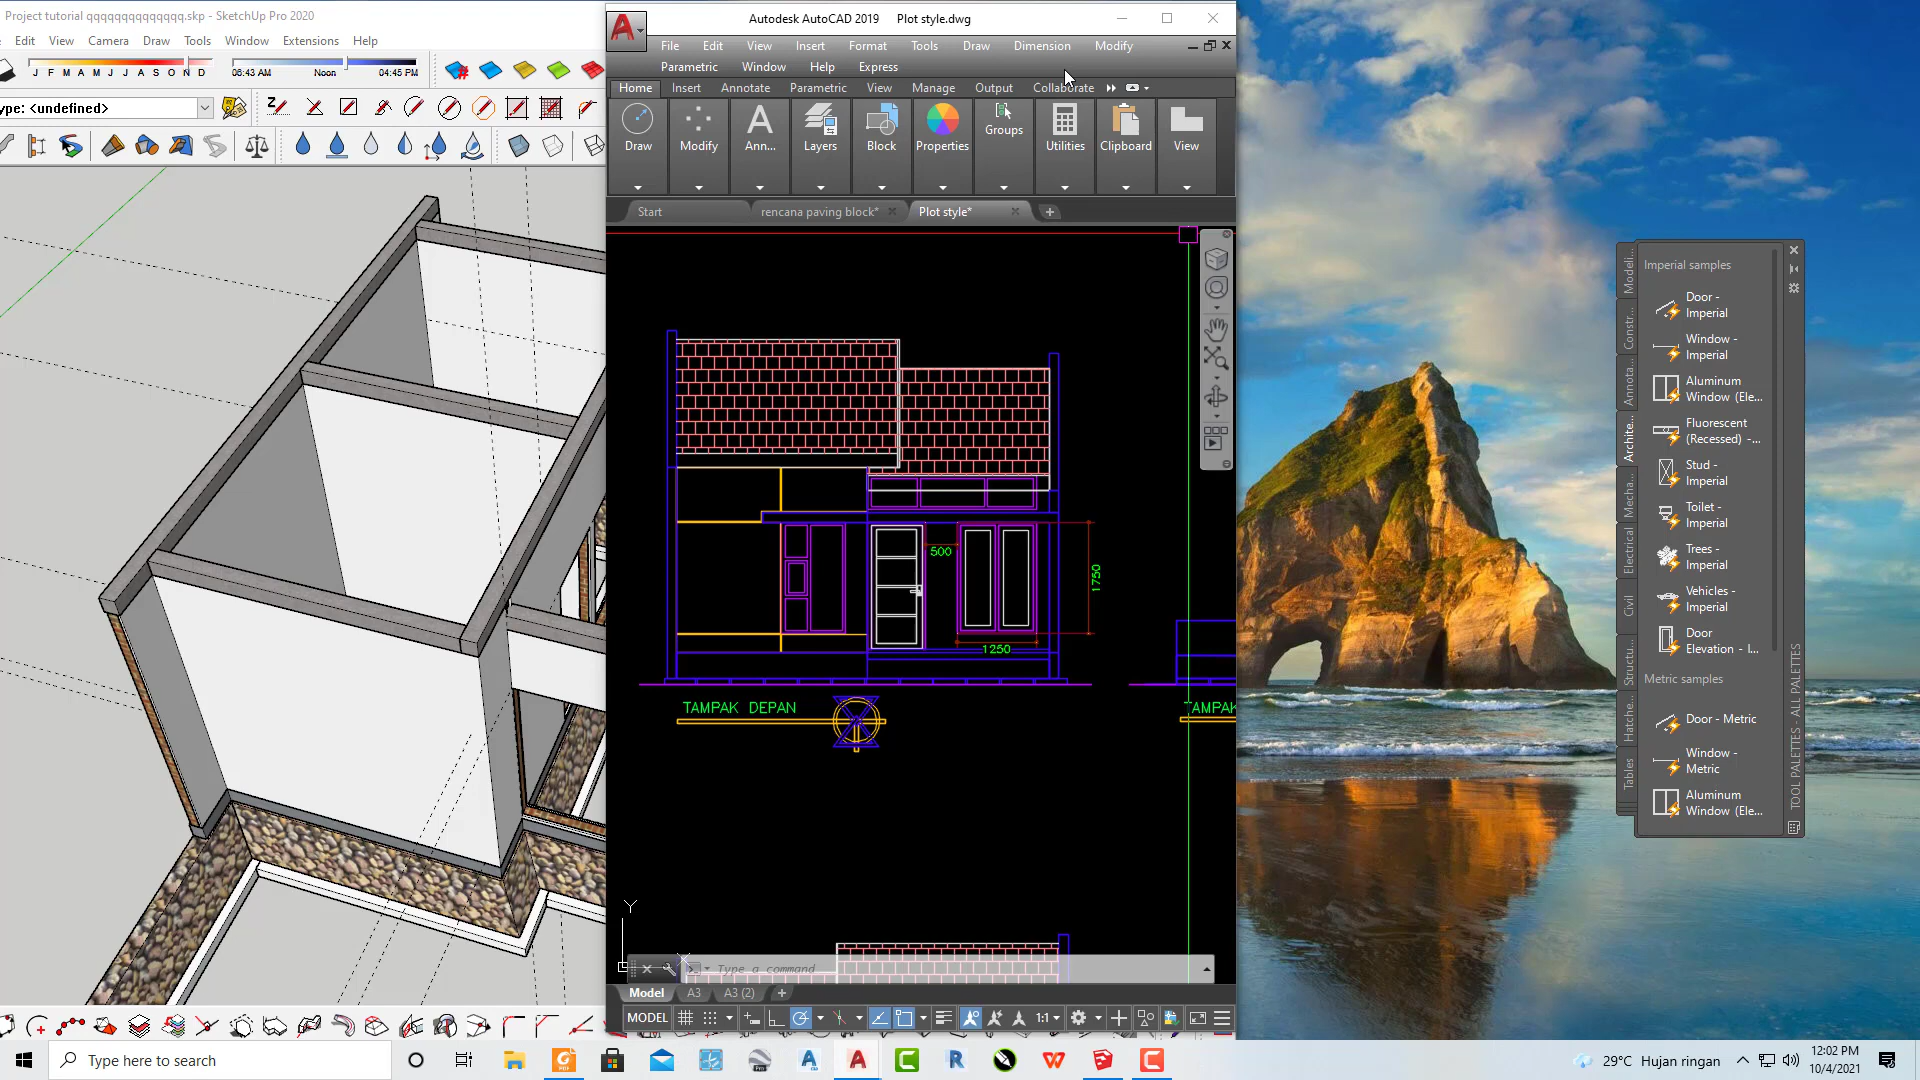 Project tutorial qqqqqqqqqqqqqqq.skp - SketchUp Pro 2020
Edit View Camera Draw Tools Window Extensions Help
J F M A M J J A S O N D
06:43 AM Noon 04:45 PM
ype: <undefined>
Autodesk AutoCAD 2019 Plot style.dwg
File Edit View Insert Format Tools Draw Dimension Modify
Parametric Window Help Express
Home Insert Annotate Parametric View Manage Output Collaborate
Draw Modify Ann... Layers Block Properties Groups Utilities Clipboard View
Start rencana paving block* Plot style*
500
1750
1250
TAMPAK DEPAN
TAMPAK
Y
X
Type a command
Model A3 A3 (2)
MODEL 1:1
Imperial samples
Door - Imperial
Window - Imperial
Aluminum Window (Ele...
Fluorescent (Recessed) -...
Stud - Imperial
Toilet - Imperial
Trees - Imperial
Vehicles - Imperial
Door Elevation - I...
Metric samples
Door - Metric
Window - Metric
Aluminum Window (Ele...
Modeli...
Constr...
Annota...
Archite...
Mecha...
Electrical
Civil
Structu...
Hatche...
Tables
TOOL PALETTES - ALL PALETTES
Type here to search
29°C Hujan ringan
12:02 PM
10/4/2021